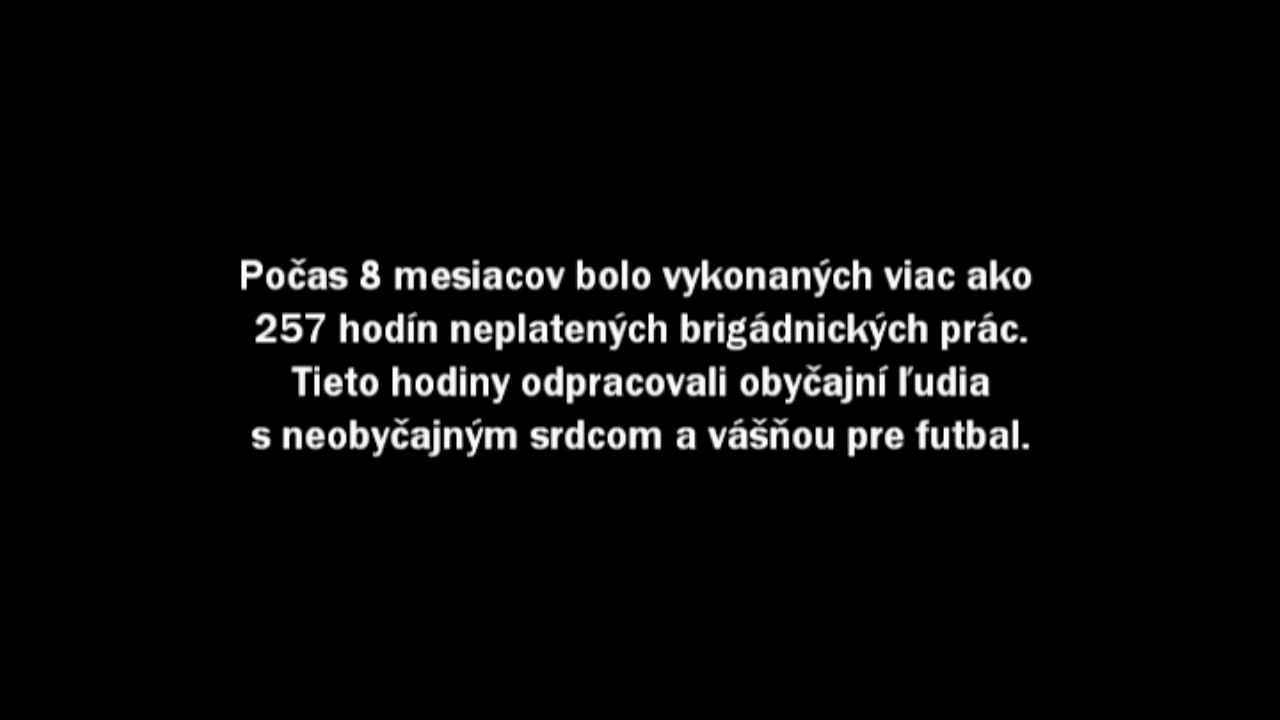 Počas 8 mesiacov bolo vykonaných viac ako
257 hodín neplatených brigádnických prác.
Tieto hodiny odpracovali obyčajní ľudia
s neobyčajným srdcom a vášňou pre futbal.